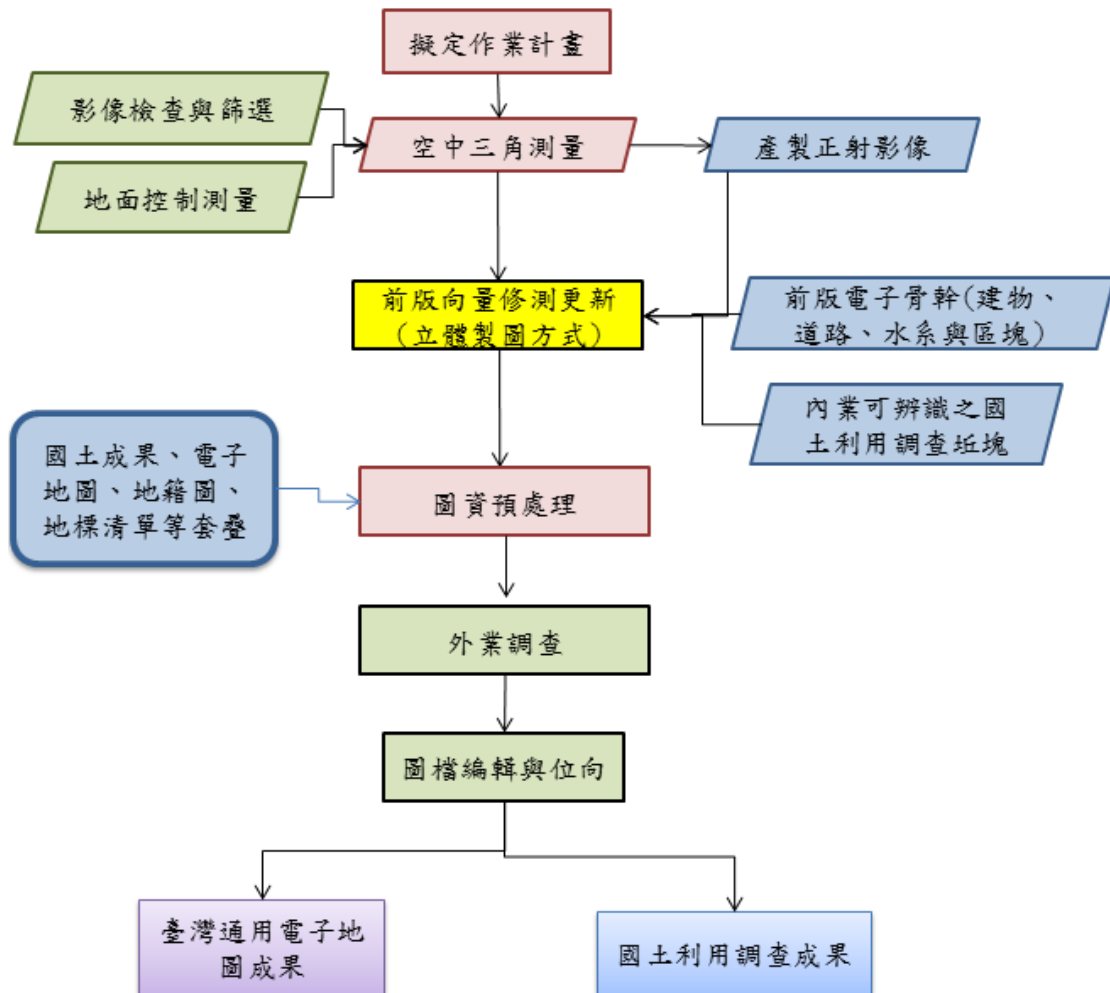 擬定作業計畫
影像檢查與篩選
空中三角測量
產製正射影像
地面控制測量
前版向量修測更新
(立體製圖方式)
前版電子骨幹(建物、
道路、水系與區塊)
內業可辨識之國
土利用調查坵塊
國土成果、電子
地圖、地籍圖、
地標清單等套疊
圖資預處理
外業調查
圖檔編輯與位向
臺灣通用電子地
圖成果
國土利用調查成果